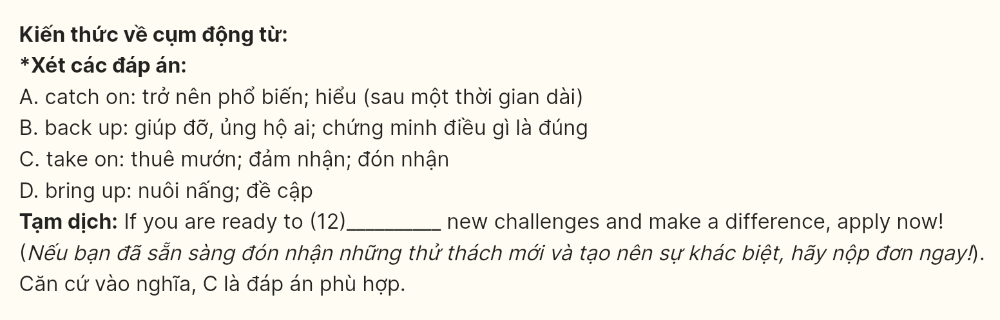 Kiến thức về cụm động từ:
*Xét các đáp án:
A. catch on: trở nên phổ biến; hiểu (sau một thời gian dài)
B. back up: giúp đỡ, ủng hộ ai; chứng minh điều gì là đúng
C. take on: thuê mướn; đảm nhận; đón nhận
D. bring up: nuôi nấng; đề cập
Tạm dịch: If you are ready to (12)__________ new challenges and make a difference, apply now!
(Nếu bạn đã sẵn sàng đón nhận những thử thách mới và tạo nên sự khác biệt, hãy nộp đơn ngay!).
Căn cứ vào nghĩa, C là đáp án phù hợp.